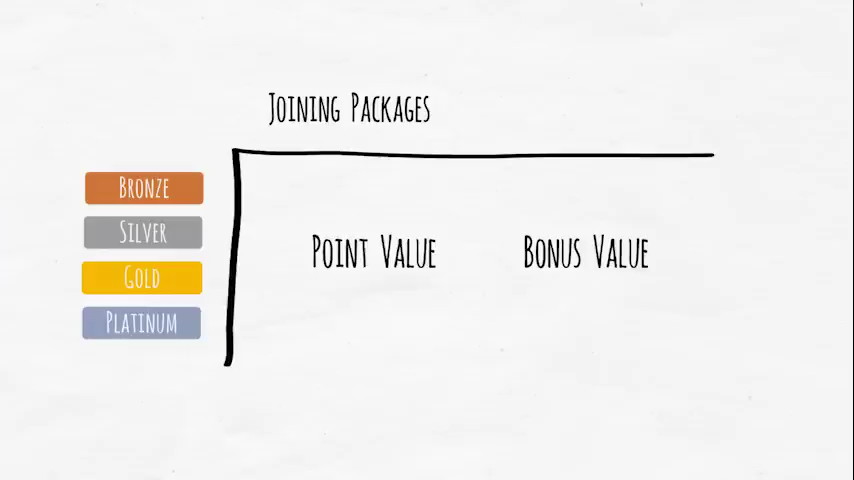 Joining Packages
Bronze
Silver
Point Value Bonus Value
Gold
Platinum